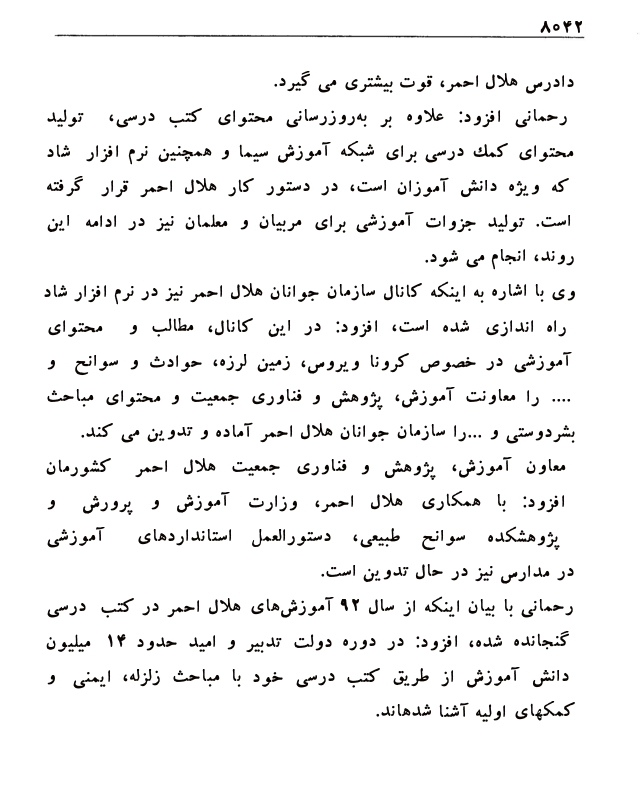 ۸۰۴۲
دادرس هلال احمر، قوت بیشتری می گیرد.
رحمانی افزود: علاوه بر به‌روزرسانی محتوای کتب درسی، تولید
محتوای کمك درسی برای شبکه آموزش سیما و همچنین نرم افزار شاد
که ویژه دانش آموزان است، در دستور کار هلال احمر قرار گرفته
است. تولید جزوات آموزشی برای مربیان و معلمان نیز در ادامه این
روند، انجام می شود.
وی با اشاره به اینکه کانال سازمان جوانان هلال احمر نیز در نرم افزار شاد
راه اندازی شده است، افزود: در این کانال، مطالب و محتوای
آموزشی در خصوص کرونا ویروس، زمین لرزه، حوادث و سوانح و
.... را معاونت آموزش، پژوهش و فناوری جمعیت و محتوای مباحث
بشردوستی و ...را سازمان جوانان هلال احمر آماده و تدوین می کند.
معاون آموزش، پژوهش و فناوری جمعیت هلال احمر کشورمان
افزود: با همکاری هلال احمر، وزارت آموزش و پرورش و
پژوهشکده سوانح طبیعی، دستورالعمل استانداردهای آموزشی
در مدارس نیز در حال تدوین است.
رحمانی با بیان اینکه از سال ۹۲ آموزش‌های هلال احمر در کتب درسی
گنجانده شده، افزود: در دوره دولت تدبیر و امید حدود ۱۴ میلیون
دانش آموزش از طریق کتب درسی خود با مباحث زلزله، ایمنی و
کمکهای اولیه آشنا شدهاند.